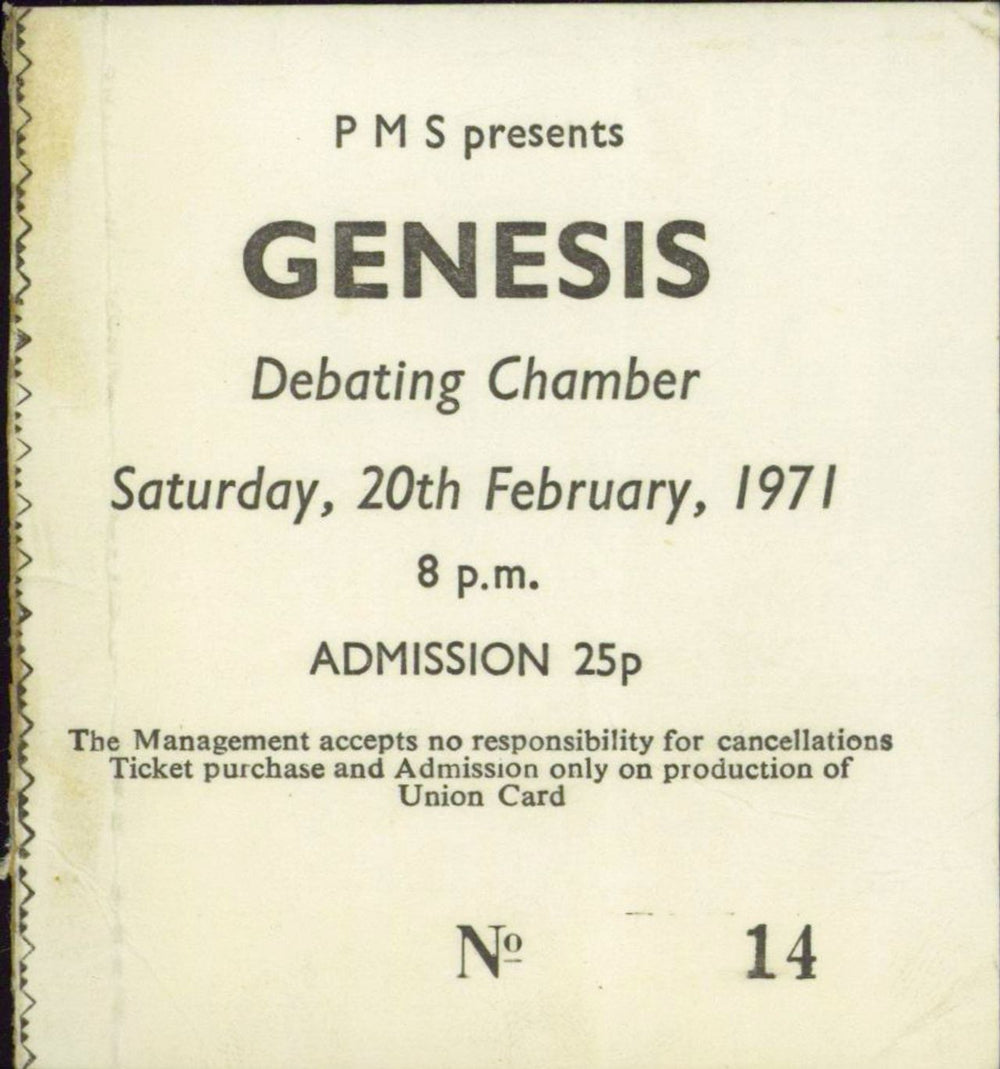 P M S presents
GENESIS
Debating Chamber
Saturday, 20th February, 1971
8 p.m.
ADMISSION 25p
The Management accepts no responsibility for cancellations
Ticket purchase and Admission only on production of
Union Card
Nº 14